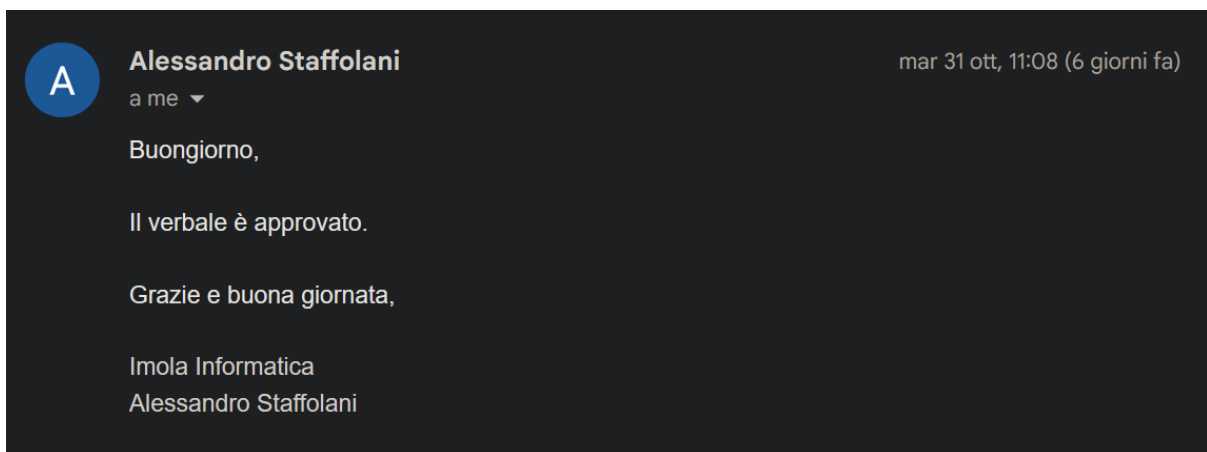 A
Alessandro Staffolani
mar 31 ott, 11:08 (6 giorni fa)
a me
Buongiorno,
Il verbale è approvato.
Grazie e buona giornata,
Imola Informatica
Alessandro Staffolani